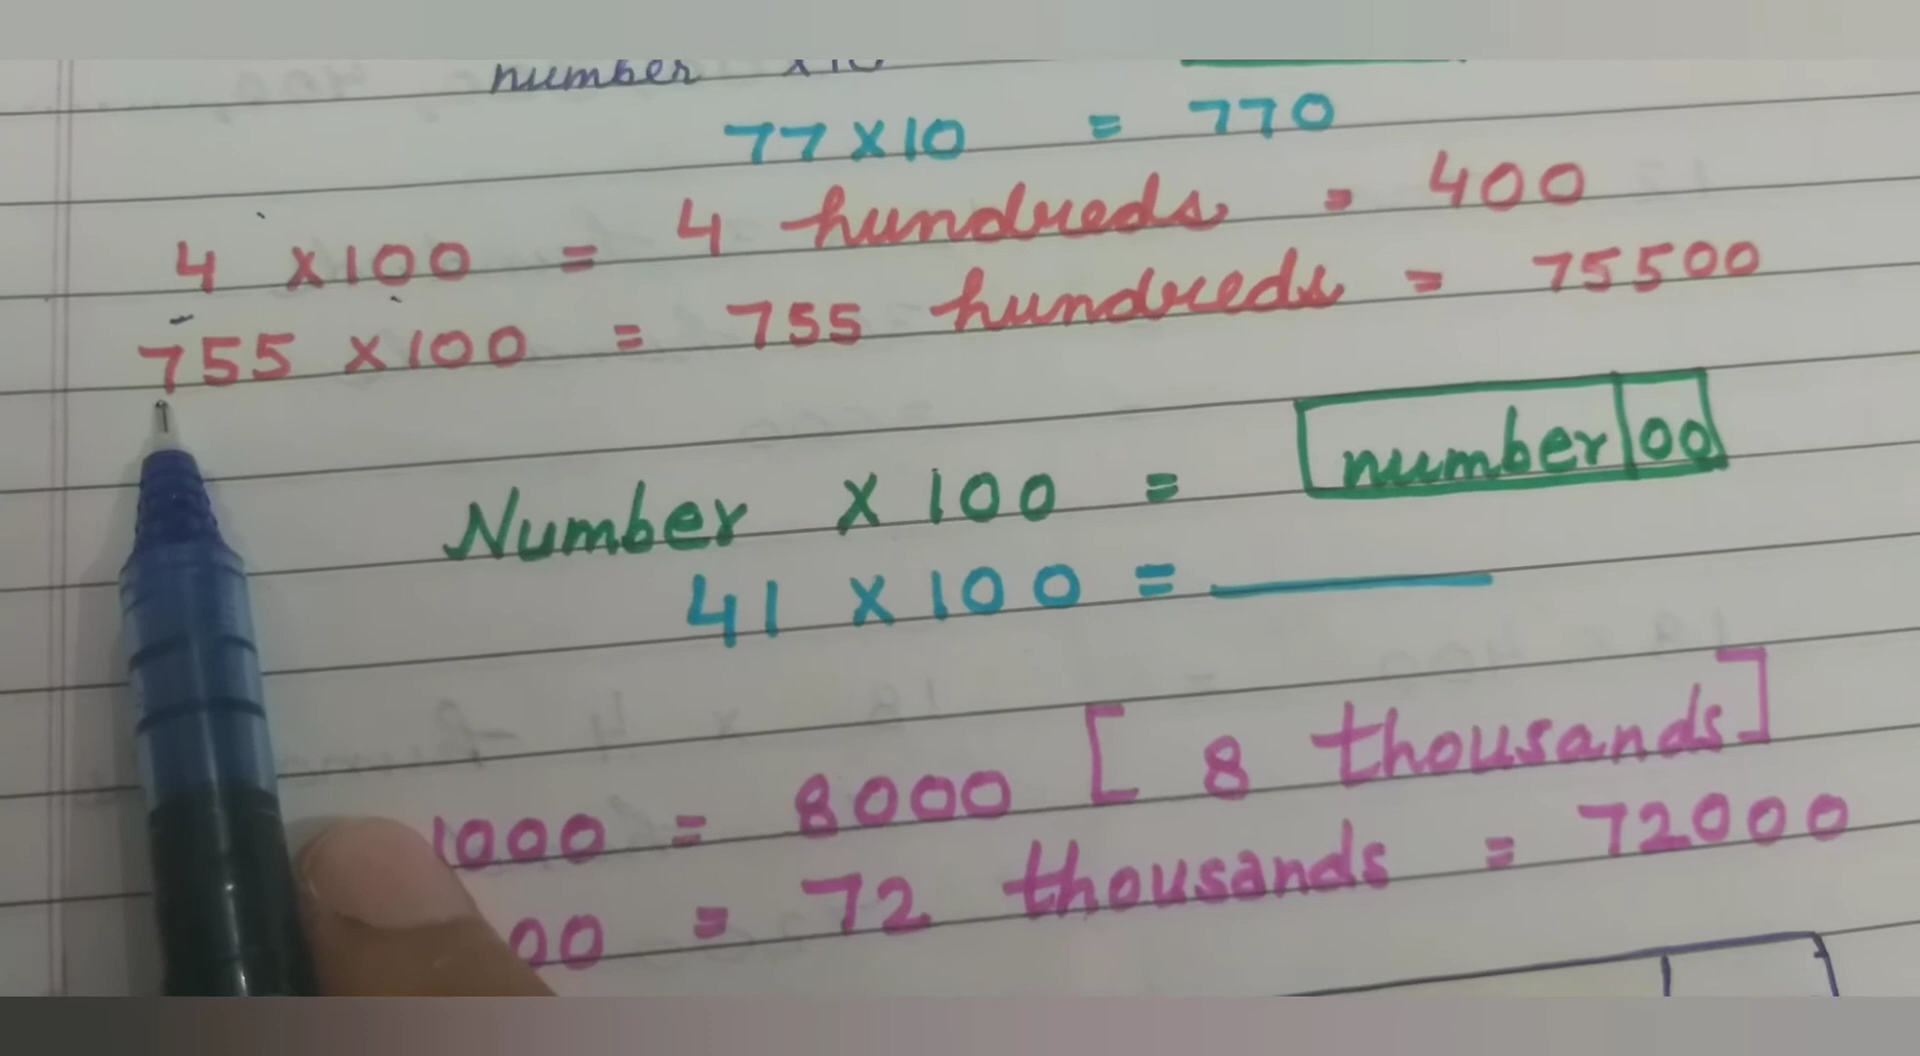 number ×10
77 × 10 = 770
4 × 100 = 4 hundreds = 400
755 × 100 = 755 hundreds = 75500
Number × 100 = number 00
41 × 100 =
1000 = 8000 [ 8 thousands ]
00 = 72 thousands = 72000